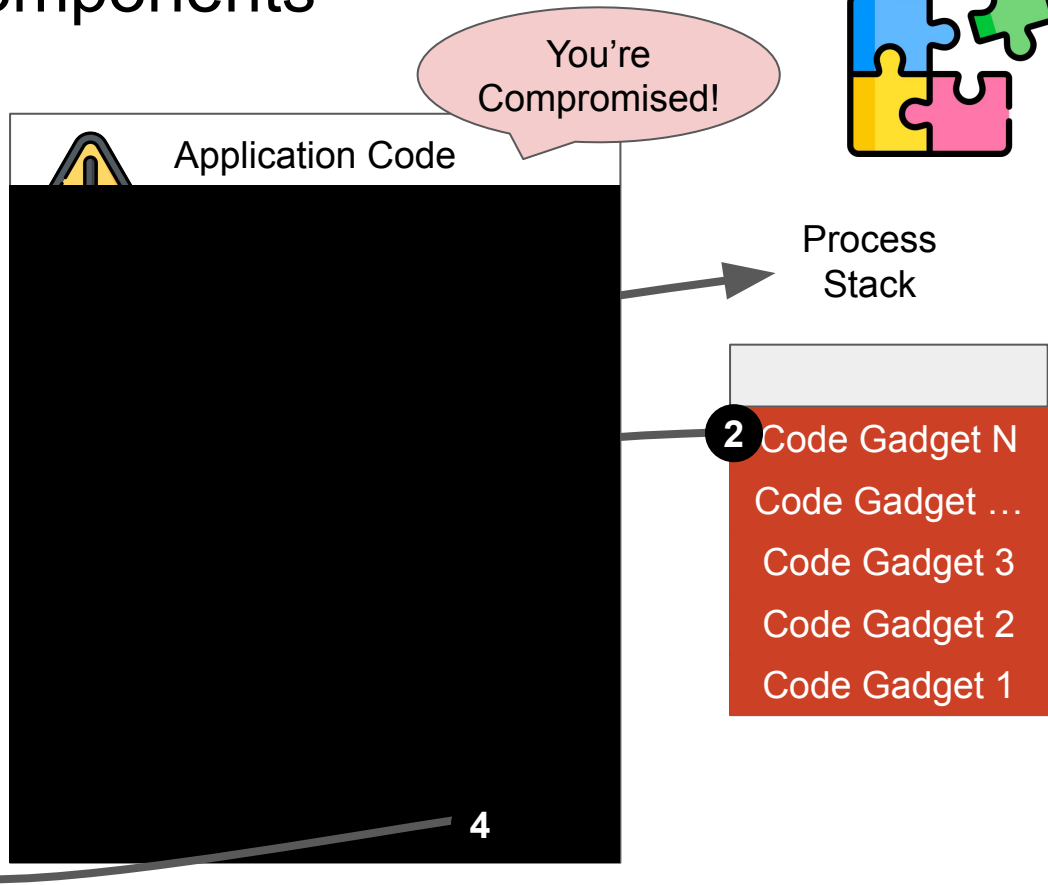 You’re
Compromised!
Application Code
Process
Stack
2
Code Gadget N
Code Gadget …
Code Gadget 3
Code Gadget 2
Code Gadget 1
4